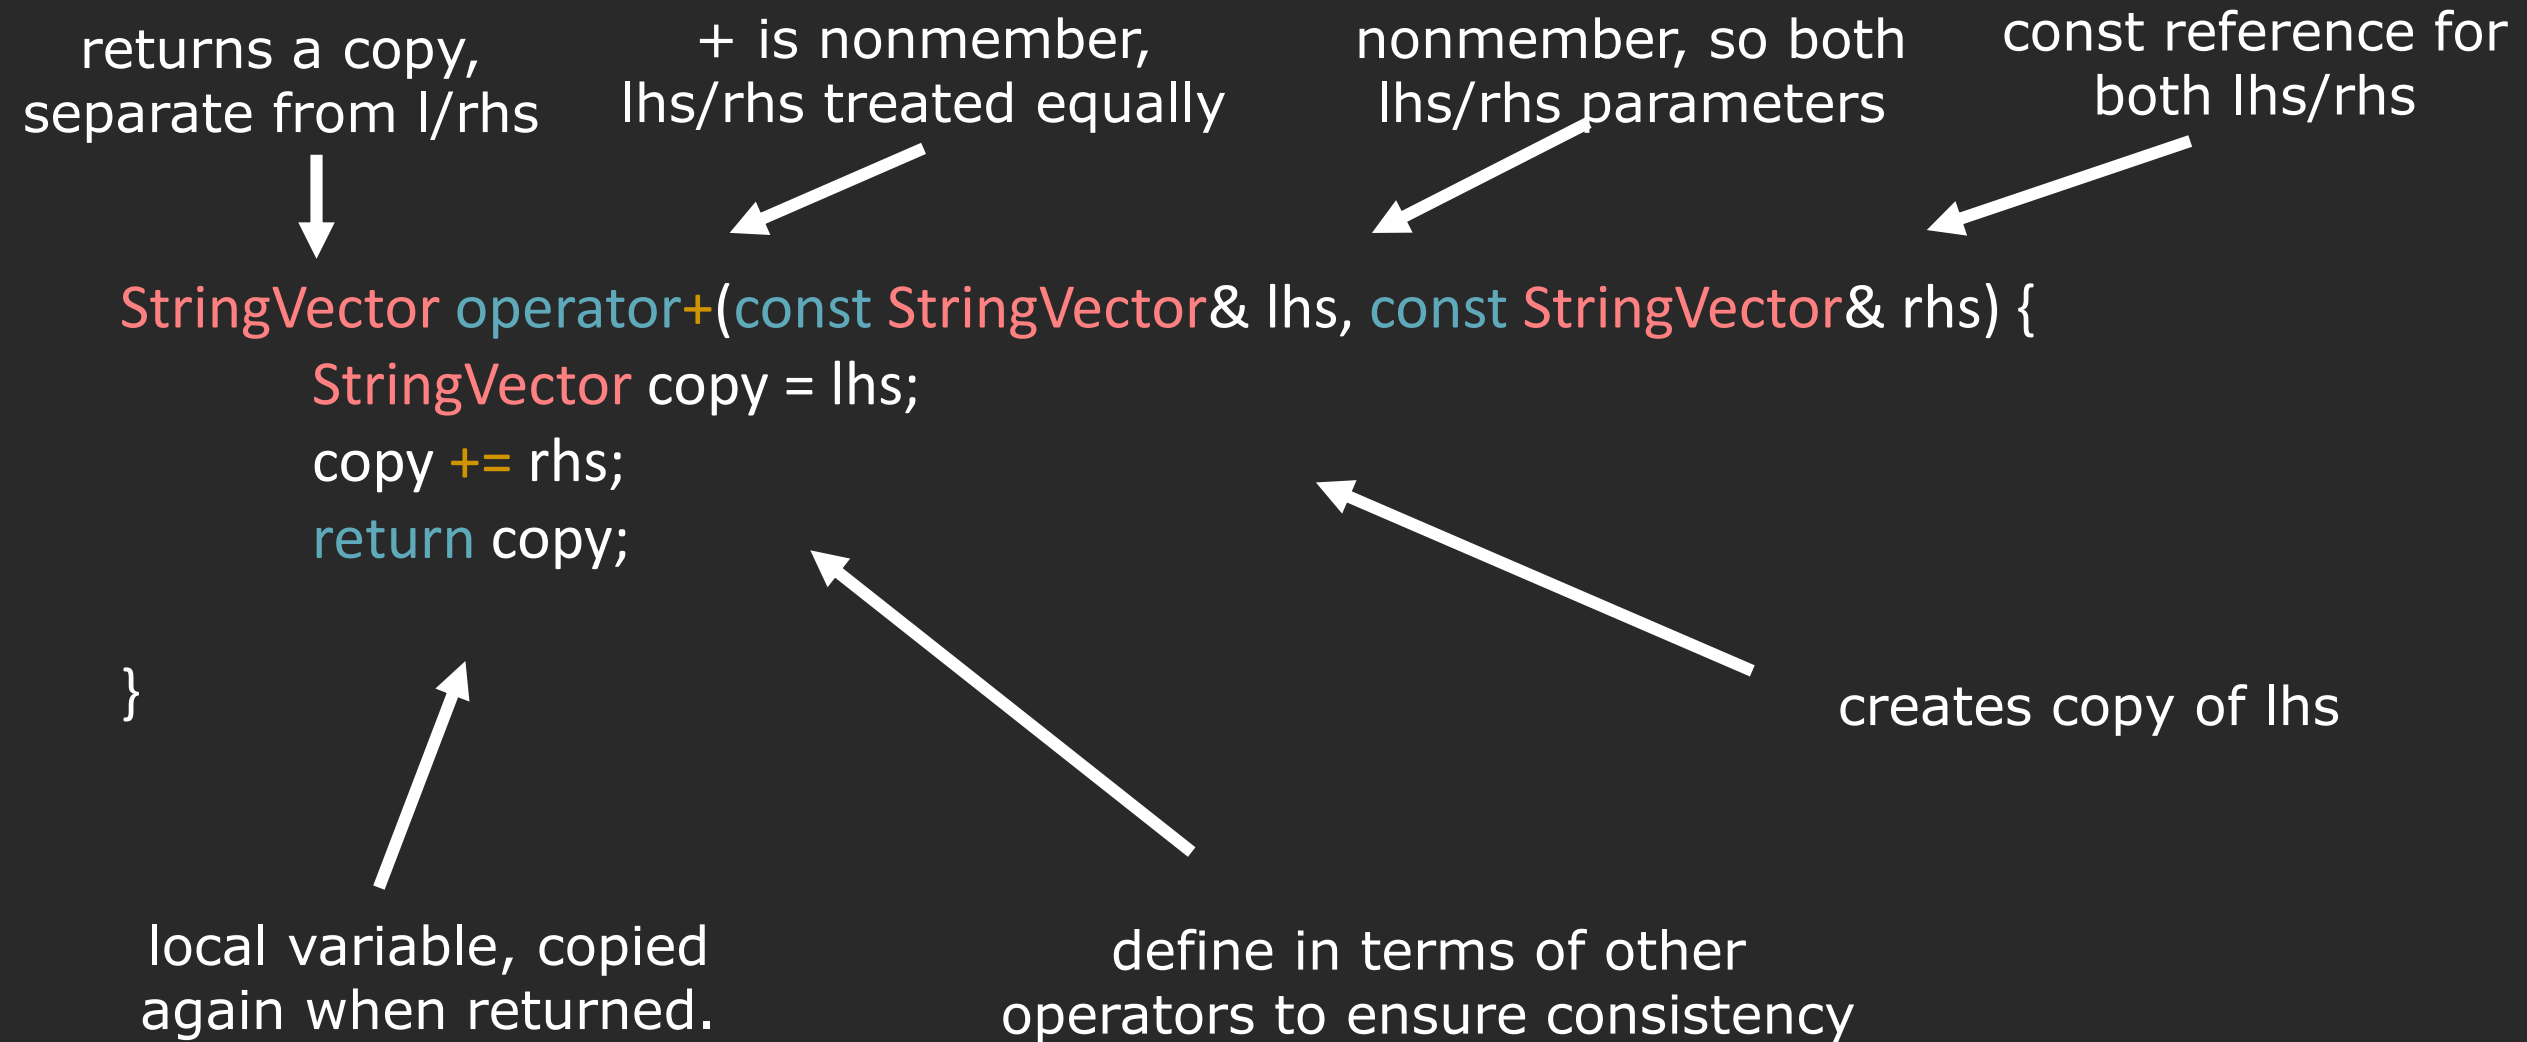 returns a copy,
separate from l/rhs
+ is nonmember,
lhs/rhs treated equally
nonmember, so both
lhs/rhs parameters
const reference for
both lhs/rhs
StringVector operator+(const StringVector& lhs, const StringVector& rhs) {
StringVector copy = lhs;
copy += rhs;
return copy;
}
creates copy of lhs
local variable, copied
again when returned.
define in terms of other
operators to ensure consistency